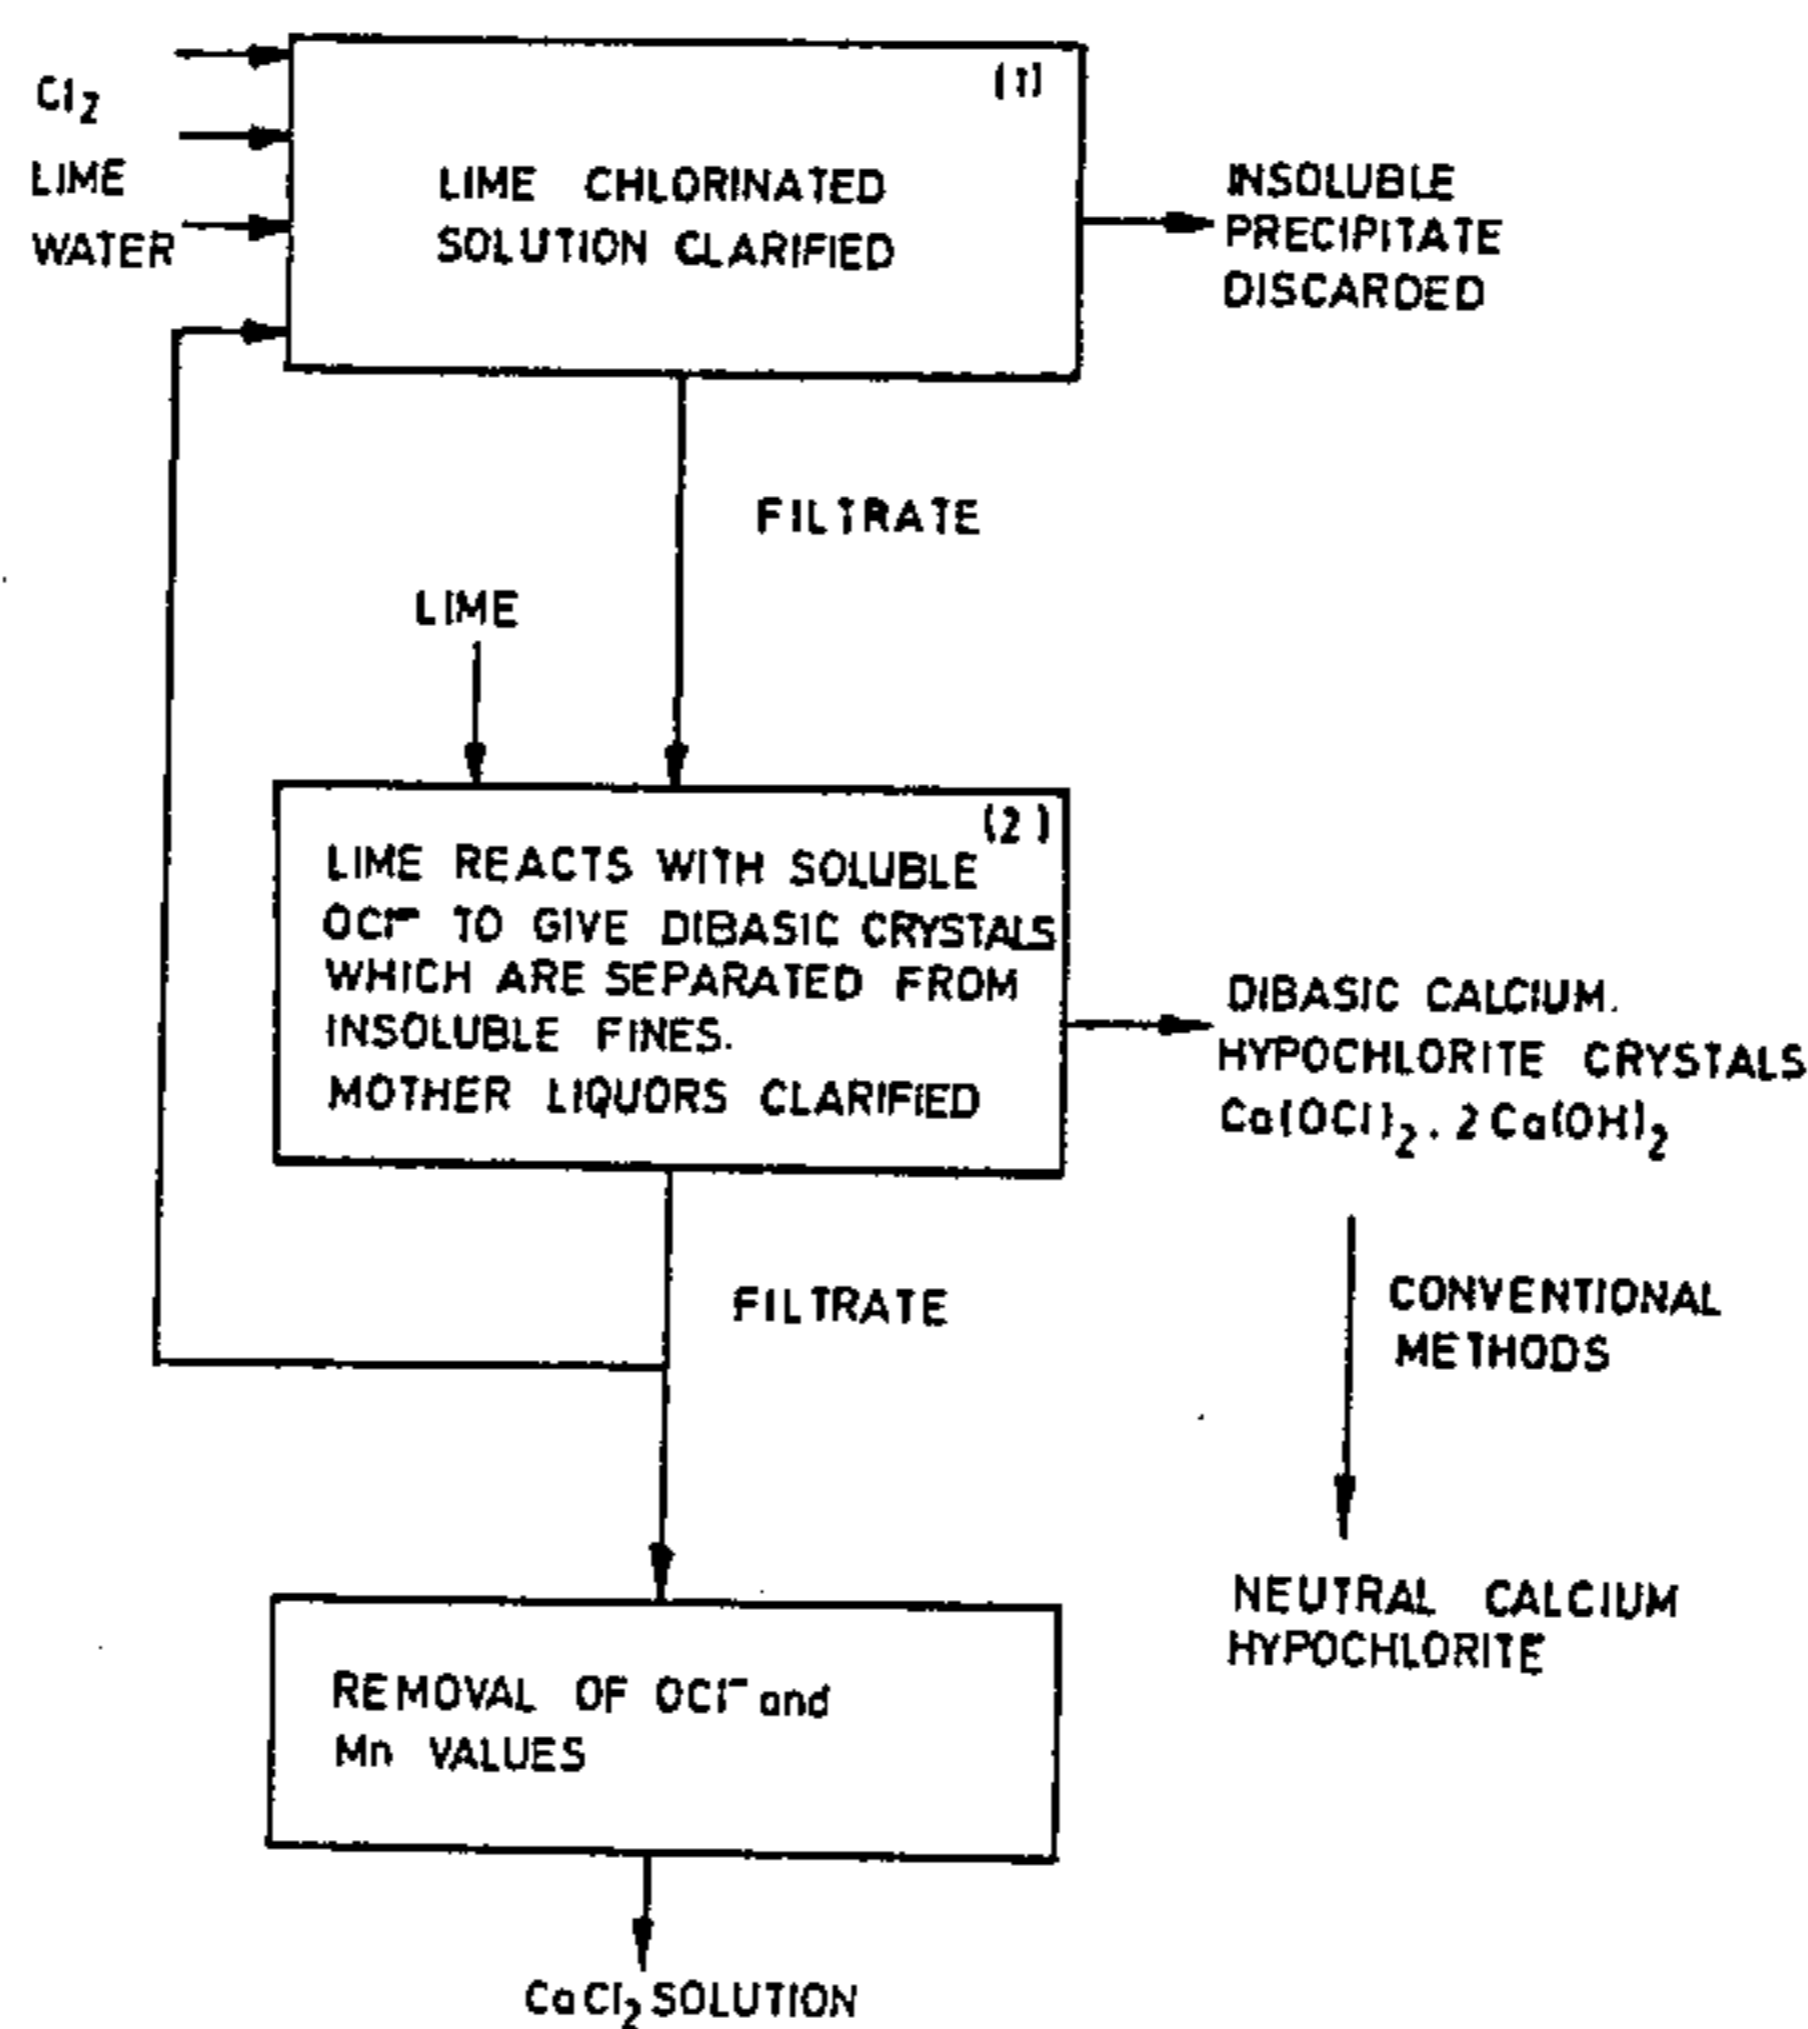 (1)
Cl₂
LIME
WATER
LIME CHLORINATED
SOLUTION CLARIFIED
INSOLUBLE
PRECIPITATE
DISCARDED
FILTRATE
LIME
(2)
LIME REACTS WITH SOLUBLE
OCl⁻ TO GIVE DIBASIC CRYSTALS
WHICH ARE SEPARATED FROM
INSOLUBLE FINES.
MOTHER LIQUORS CLARIFIED
DIBASIC CALCIUM.
HYPOCHLORITE CRYSTALS
Ca(OCl)₂. 2Ca(OH)₂
FILTRATE
CONVENTIONAL
METHODS
NEUTRAL CALCIUM
HYPOCHLORITE
REMOVAL OF OCl⁻ and
Mn VALUES
CaCl₂ SOLUTION